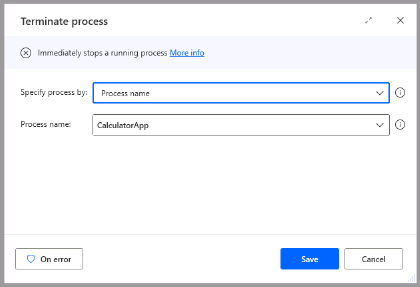 Terminate process
Immediately stops a running process More info
Specify process by: Process name
Process name: CalculatorApp
On error Save Cancel